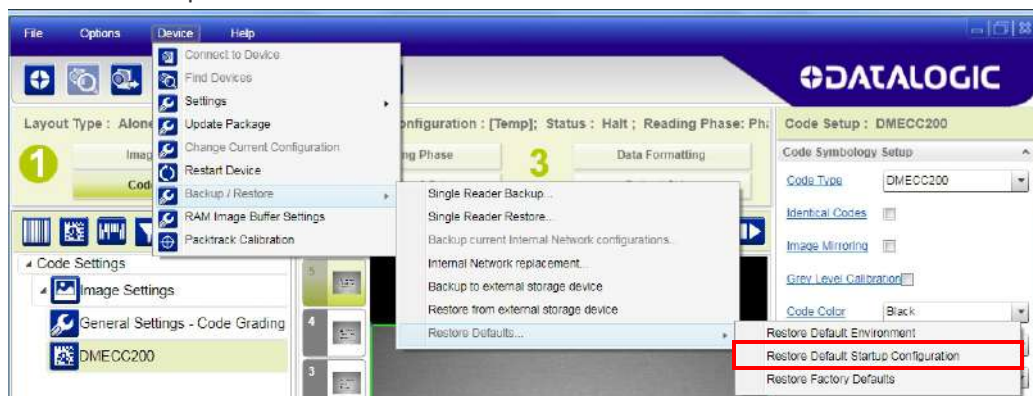 File Options Device Help
DATALOGIC
Connect to Device
Find Devices
Settings
Update Package
Change Current Configuration
Restart Device
Backup / Restore
RAM Image Buffer Settings
Packtrack Calibration
Layout Type : Alone
onfiguration : [Temp]; Status : Halt ; Reading Phase: Pha
1
Imag
ng Phase
3
Data Formatting
Code
Single Reader Backup...
Single Reader Restore...
Backup current Internal Network configurations...
Internal Network replacement...
Backup to external storage device
Restore from external storage device
Restore Defaults...
Restore Default Environment
Restore Default Startup Configuration
Restore Factory Defaults
Code Settings
Image Settings
General Settings - Code Grading
DMECC200
5
4
3
Code Setup : DMECC200
Code Symbology Setup
Code Type DMECC200
Identical Codes
Image Mirroring
Grey Level Calibration
Code Color Black